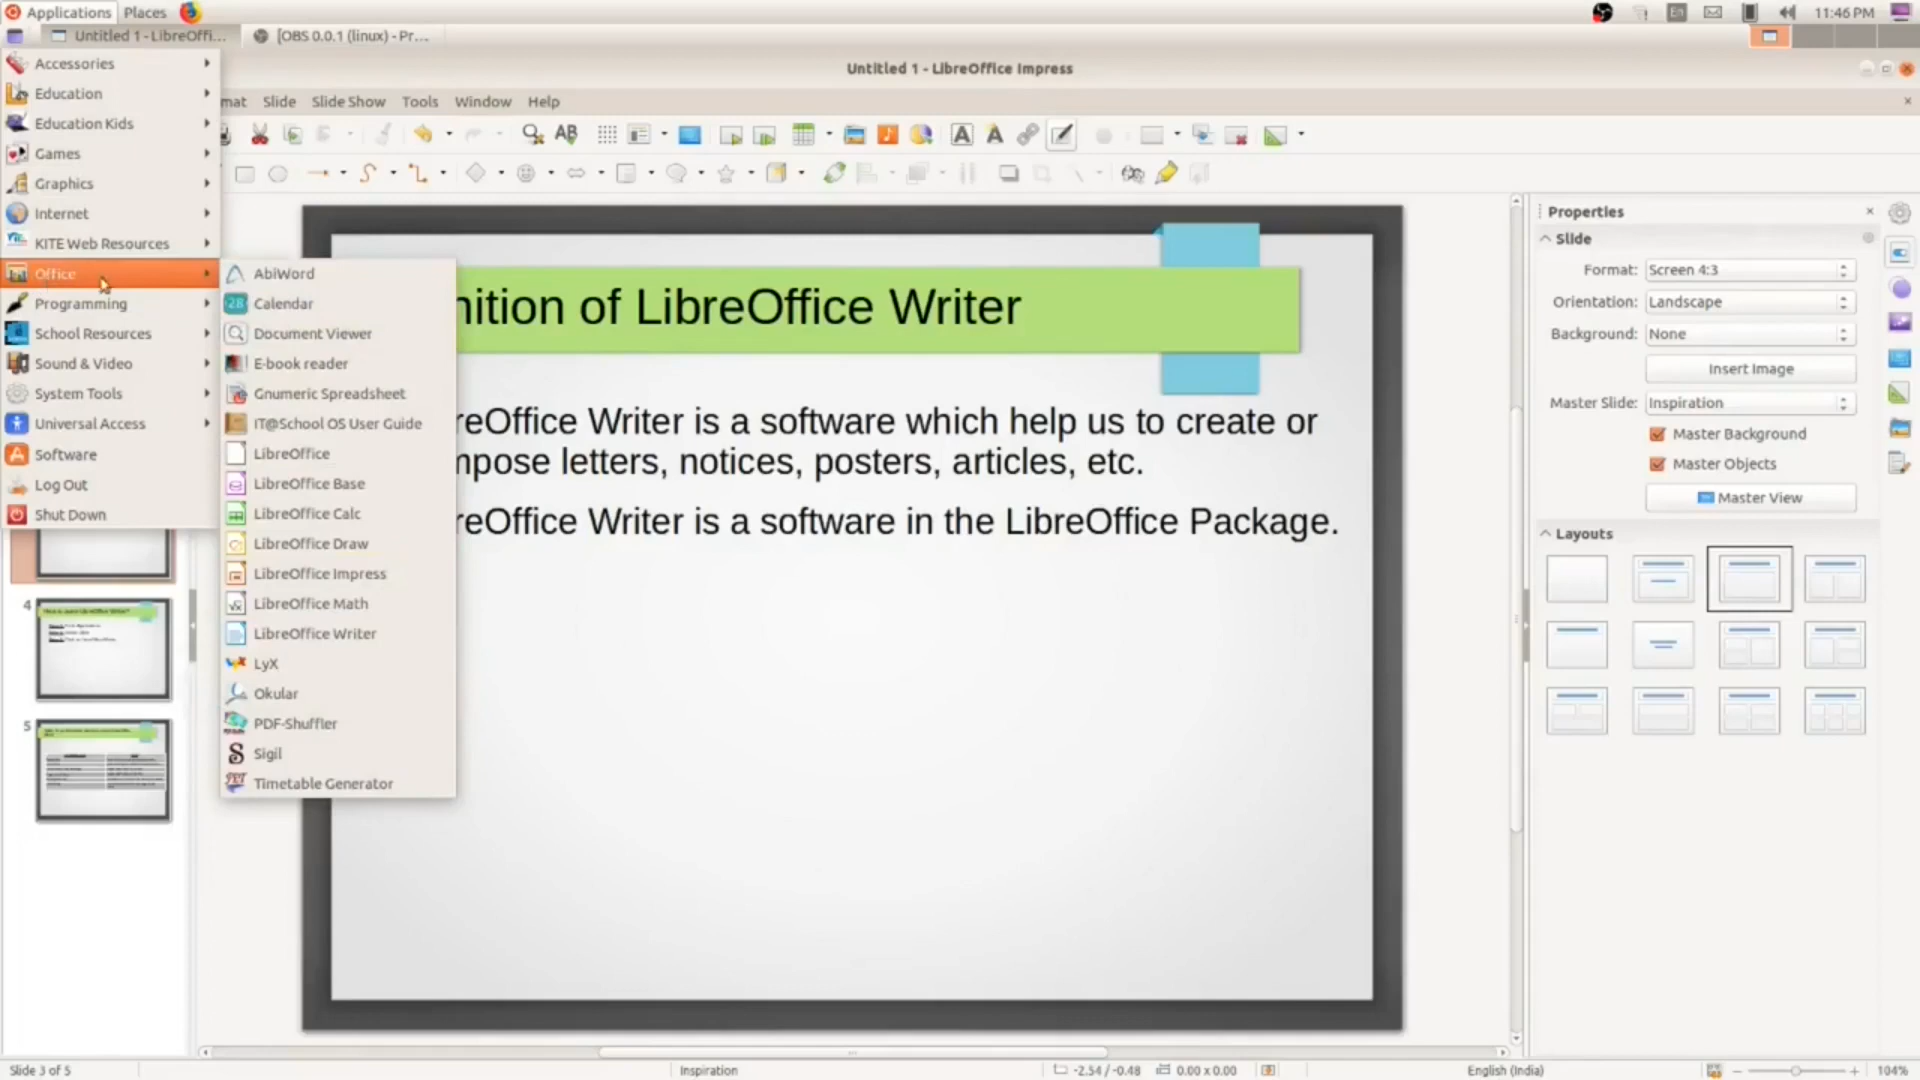 Applications Places
11:46 PM
En
Untitled 1 - LibreOffi...
[OBS 0.0.1 (linux) - Pr...
Untitled 1 - LibreOffice Impress
mat Slide Slide Show Tools Window Help
Accessories
Education
Education Kids
Games
Graphics
Internet
KITE Web Resources
Office
Programming
School Resources
Sound & Video
System Tools
Universal Access
Software
Log Out
Shut Down
AbiWord
Calendar
Document Viewer
E-book reader
Gnumeric Spreadsheet
IT@School OS User Guide
LibreOffice
LibreOffice Base
LibreOffice Calc
LibreOffice Draw
LibreOffice Impress
LibreOffice Math
LibreOffice Writer
LyX
Okular
PDF-Shuffler
Sigil
Timetable Generator
nition of LibreOffice Writer
reOffice Writer is a software which help us to create or
mpose letters, notices, posters, articles, etc.
reOffice Writer is a software in the LibreOffice Package.
4
5
Properties
Slide
Format: Screen 4:3
Orientation: Landscape
Background: None
Insert Image
Master Slide: Inspiration
Master Background
Master Objects
Master View
Layouts
Slide 3 of 5
Inspiration
-2.54 / -0.48
0.00 x 0.00
English (India)
104%